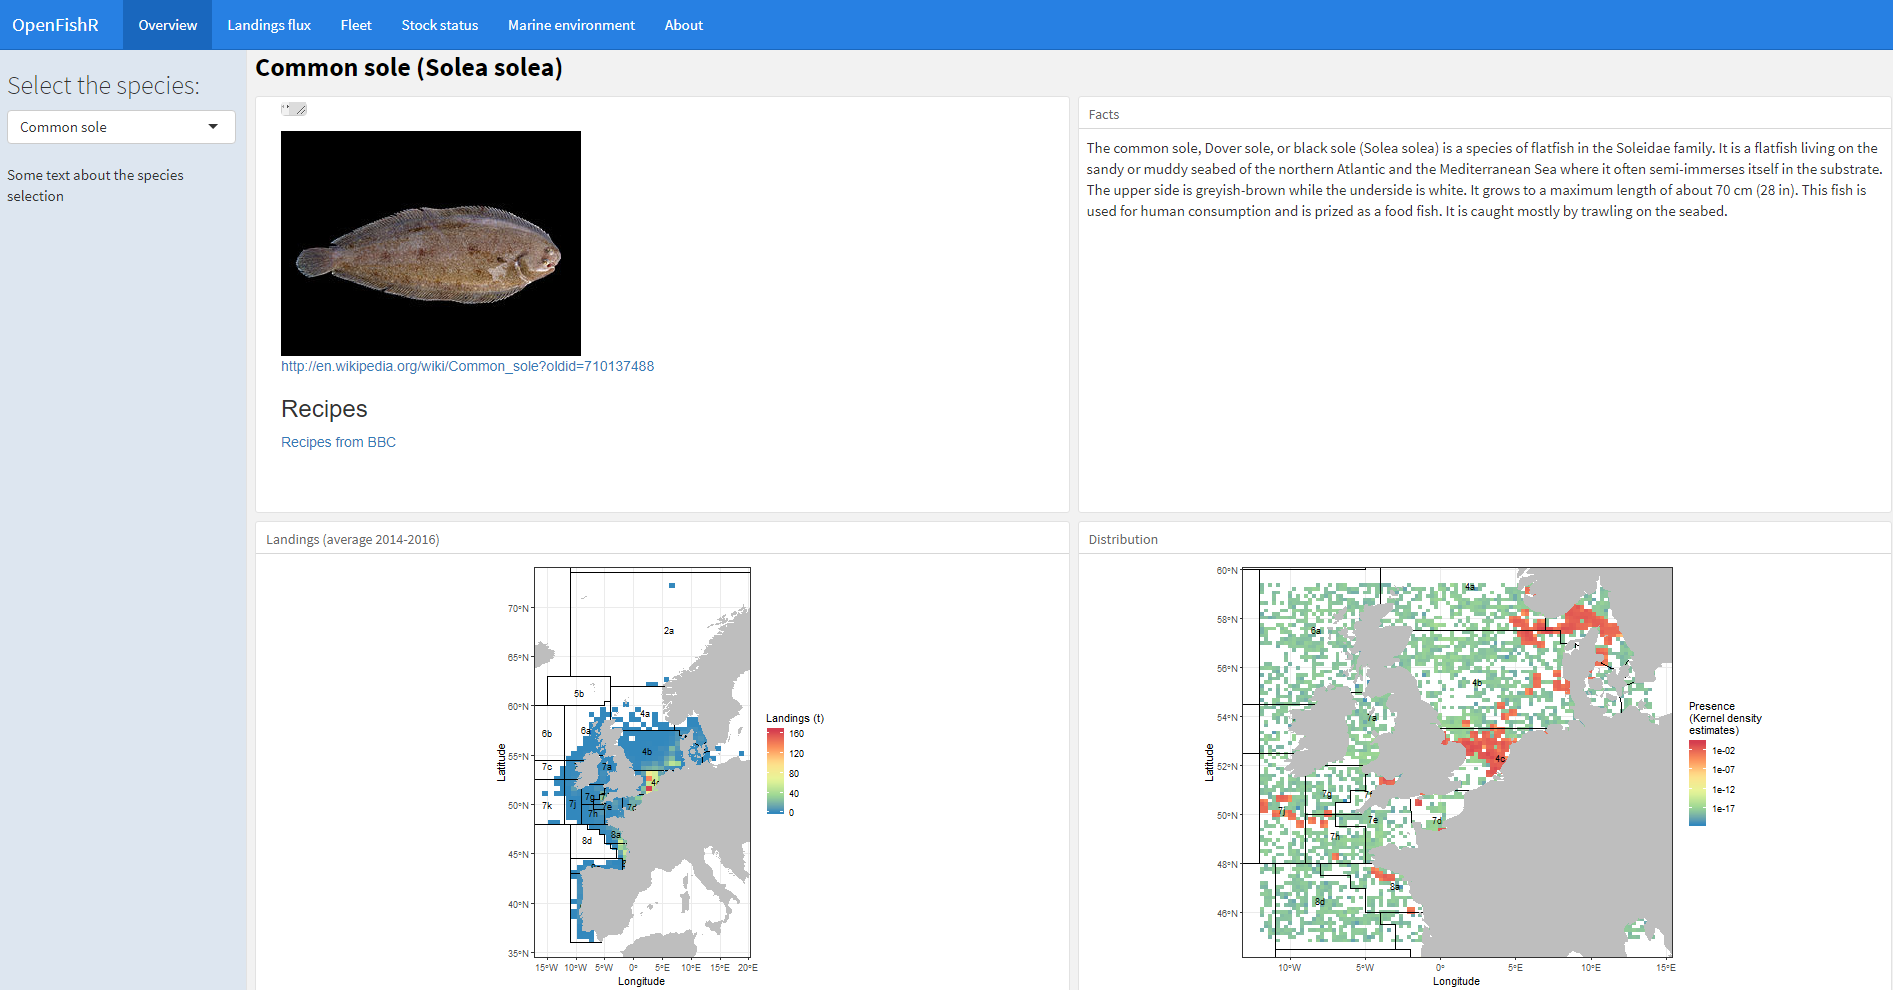 OpenFishR Overview Landings flux Fleet Stock status Marine environment About
Select the species:
Common sole
Some text about the species
selection
Common sole (Solea solea)
http://en.wikipedia.org/wiki/Common_sole?oldid=710137488
Recipes
Recipes from BBC
Facts
The common sole, Dover sole, or black sole (Solea solea) is a species of flatfish in the Soleidae family. It is a flatfish living on the
sandy or muddy seabed of the northern Atlantic and the Mediterranean Sea where it often semi-immerses itself in the substrate.
The upper side is greyish-brown while the underside is white. It grows to a maximum length of about 70 cm (28 in). This fish is
used for human consumption and is prized as a food fish. It is caught mostly by trawling on the seabed.
Landings (average 2014-2016)
70°N
65°N
60°N
55°N
50°N
45°N
40°N
35°N
Latitude
2a
5b
4a
6b
6a
4b
7c
7a
7k
7j
7g
7h
8a
8d
15°W 10°W 5°W 0° 5°E 10°E 15°E 20°E
Longitude
Landings (t)
160
120
80
40
0
Distribution
60°N
58°N
56°N
54°N
52°N
50°N
48°N
46°N
Latitude
4a
6a
4b
7a
4c
7g
7j
7e
7d
7h
8a
8d
10°W 5°W 0° 5°E 10°E 15°E
Longitude
Presence
(Kernel density
estimates)
1e-02
1e-07
1e-12
1e-17